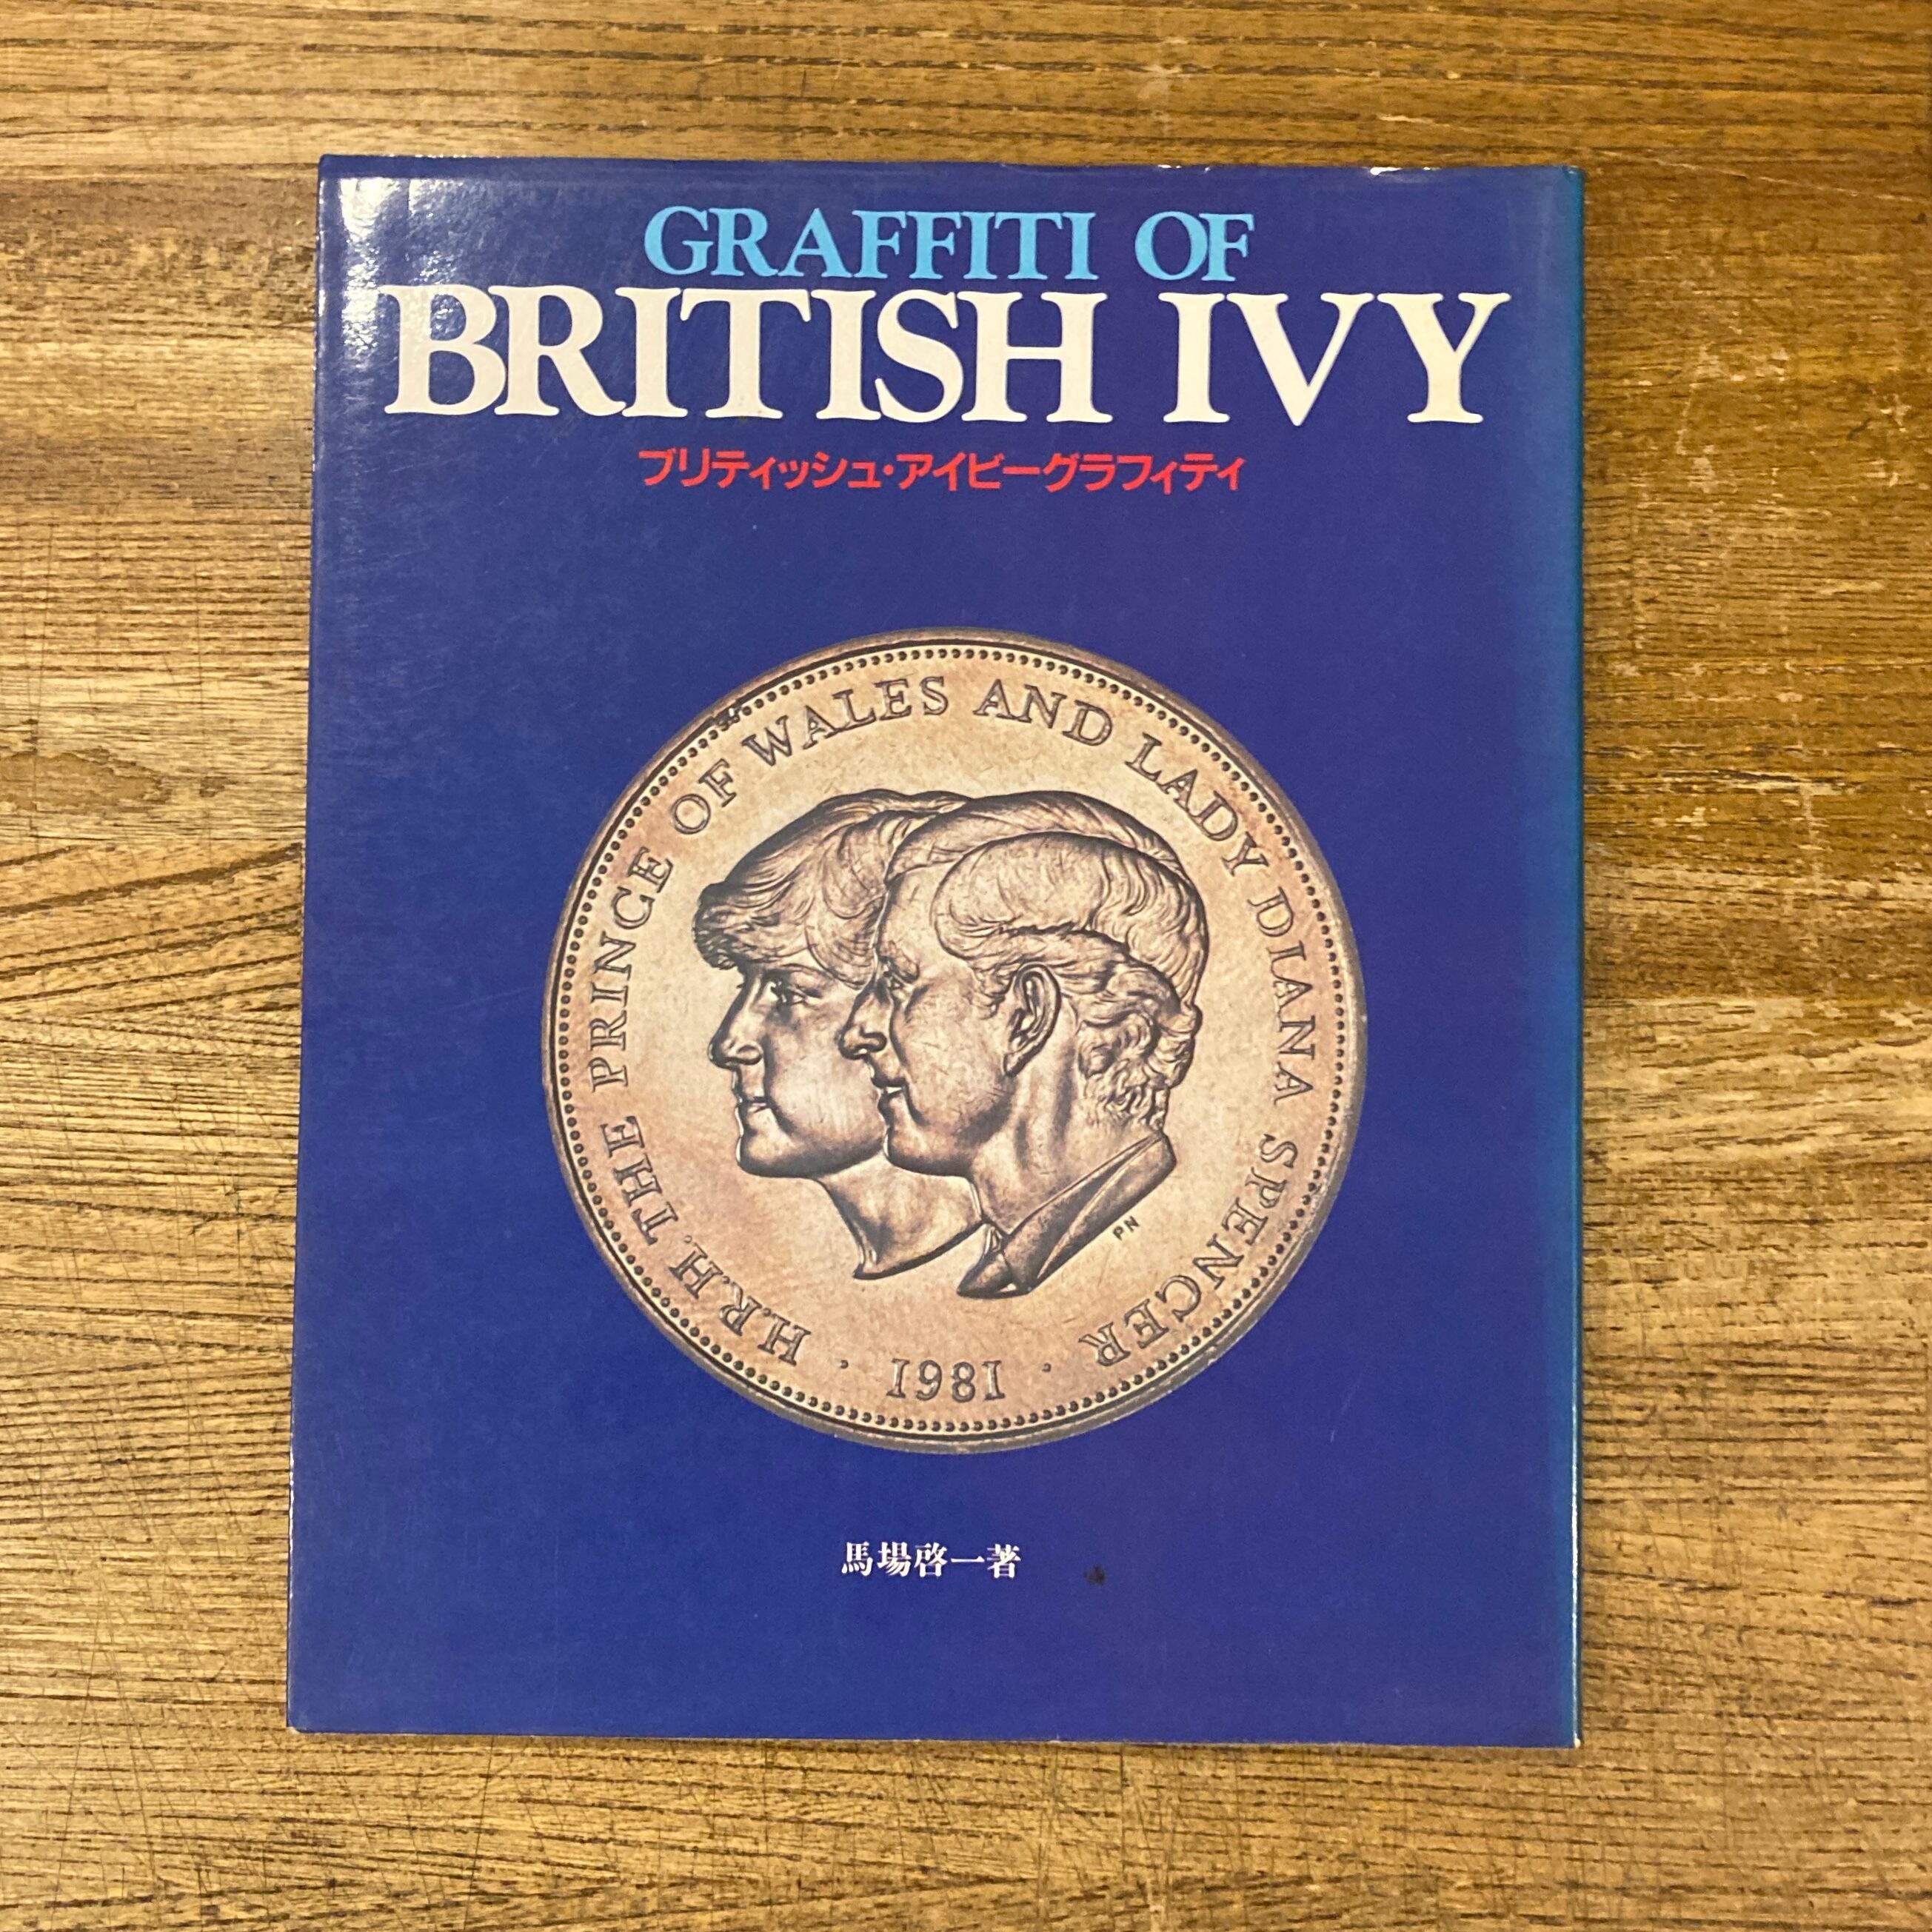 GRAFFITI OF
BRITISH IVY
ブリティッシュ・アイビーグラフィティ
H.R.H. THE PRINCE OF WALES AND LADY DIANA SPENCER
· 1981 ·
PN
馬場啓一著